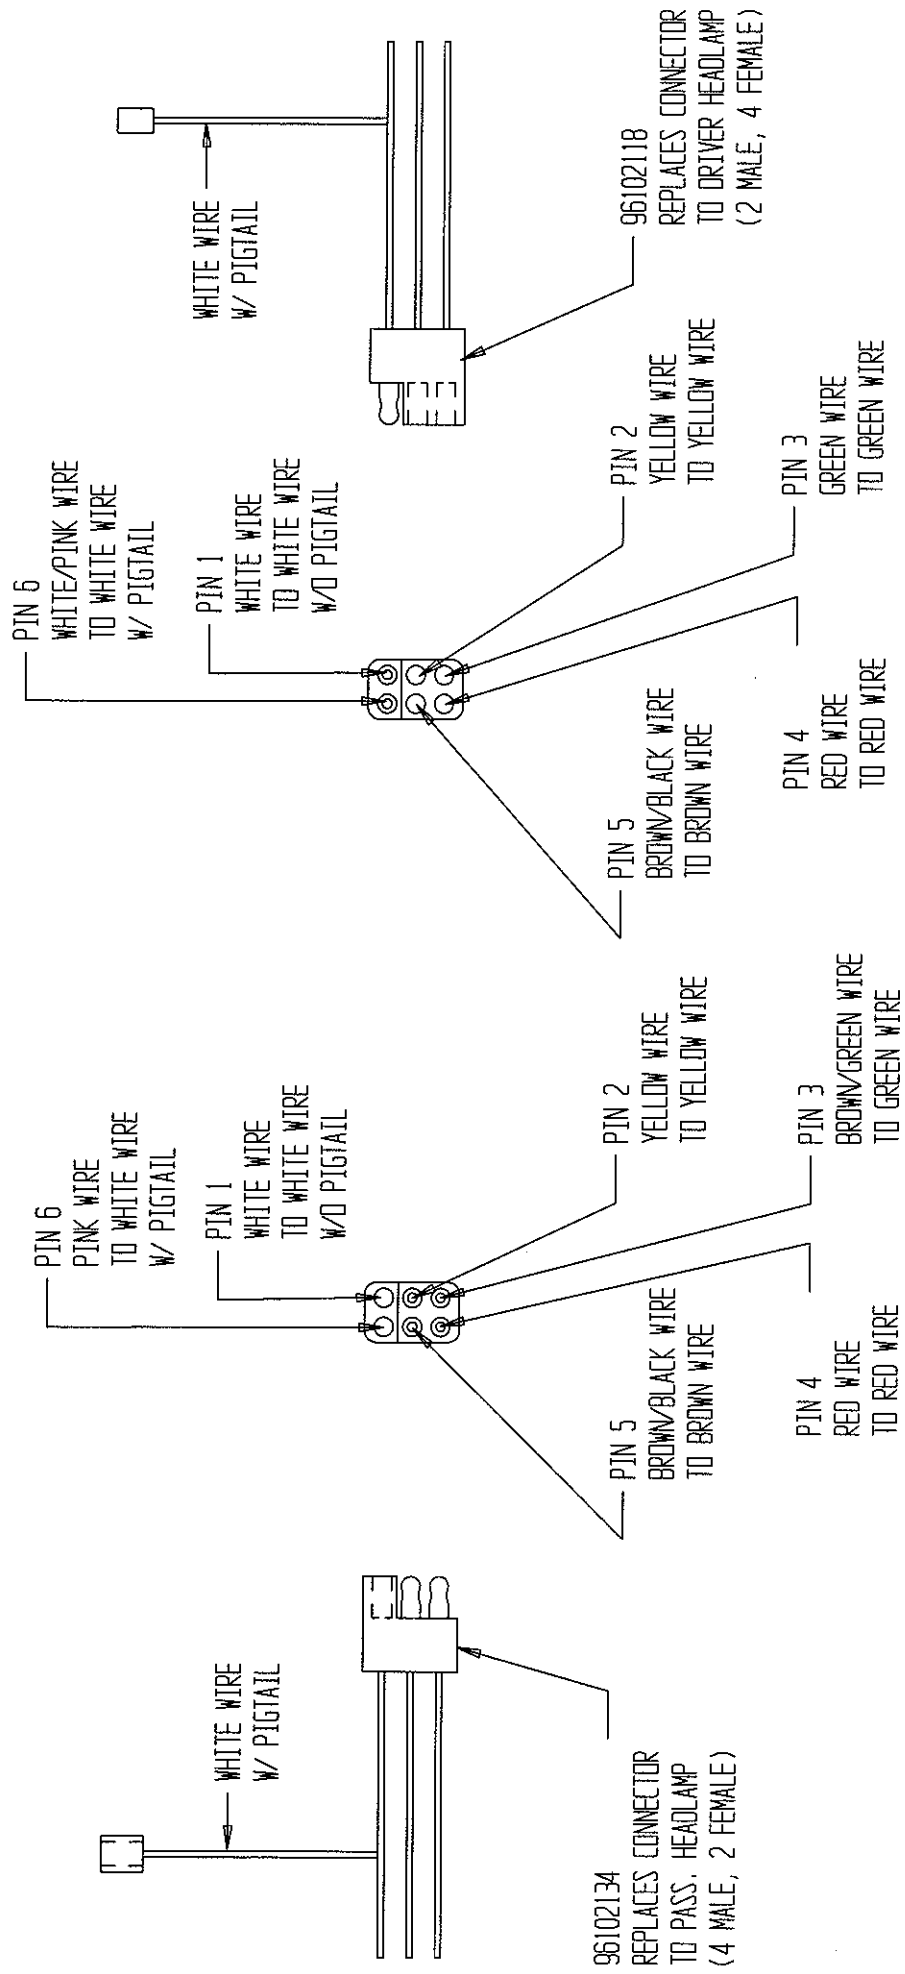 WHITE WIRE
W/ PIGTAIL
96102134
REPLACES CONNECTOR
TO PASS. HEADLAMP
(4 MALE, 2 FEMALE)
PIN 6
PINK WIRE
TO WHITE WIRE
W/ PIGTAIL
PIN 1
WHITE WIRE
TO WHITE WIRE
W/O PIGTAIL
PIN 5
BROWN/BLACK WIRE
TO BROWN WIRE
PIN 2
YELLOW WIRE
TO YELLOW WIRE
PIN 4
RED WIRE
TO RED WIRE
PIN 3
BROWN/GREEN WIRE
TO GREEN WIRE
PIN 6
WHITE/PINK WIRE
TO WHITE WIRE
W/ PIGTAIL
PIN 1
WHITE WIRE
TO WHITE WIRE
W/O PIGTAIL
PIN 5
BROWN/BLACK WIRE
TO BROWN WIRE
PIN 2
YELLOW WIRE
TO YELLOW WIRE
PIN 4
RED WIRE
TO RED WIRE
PIN 3
GREEN WIRE
TO GREEN WIRE
WHITE WIRE
W/ PIGTAIL
96102118
REPLACES CONNECTOR
TO DRIVER HEADLAMP
(2 MALE, 4 FEMALE)